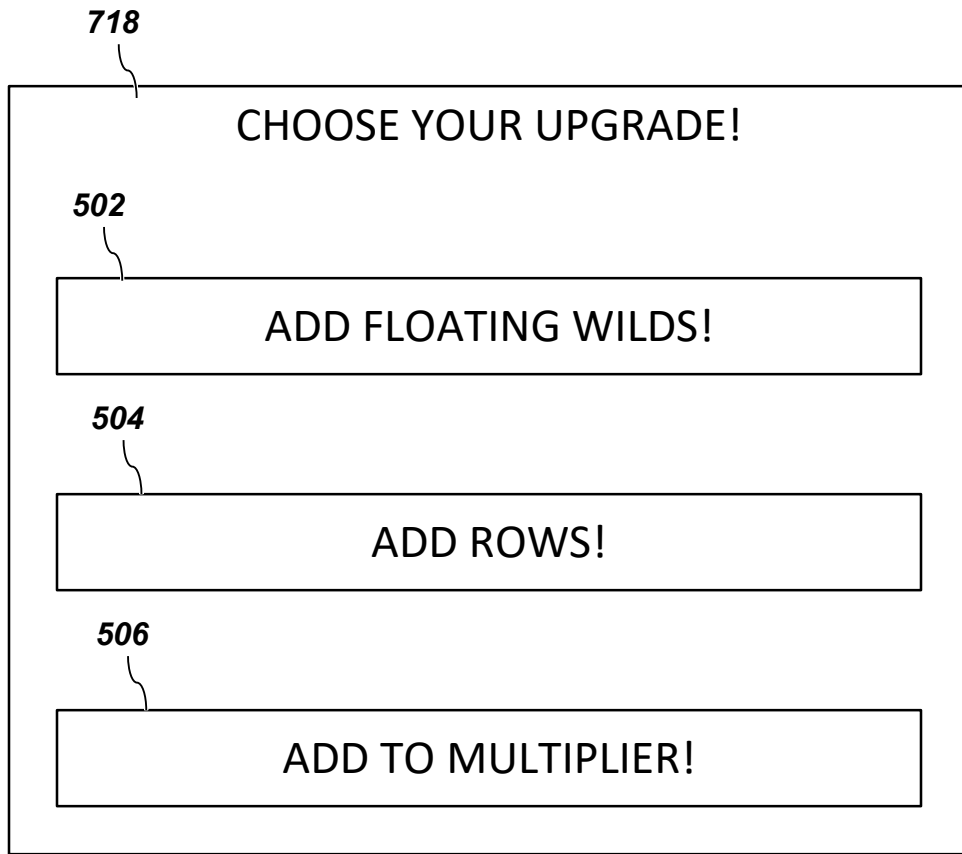 718
CHOOSE YOUR UPGRADE!
502
ADD FLOATING WILDS!
504
ADD ROWS!
506
ADD TO MULTIPLIER!